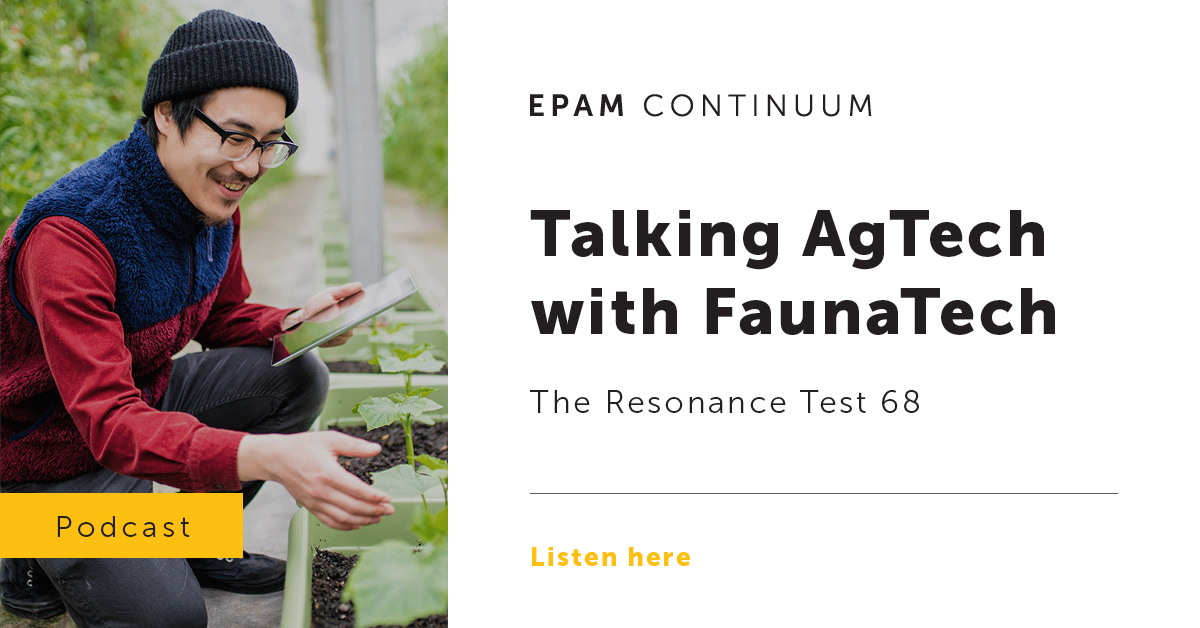 EPAM CONTINUUM
Talking AgTech
with FaunaTech
The Resonance Test 68
Podcast
Listen here